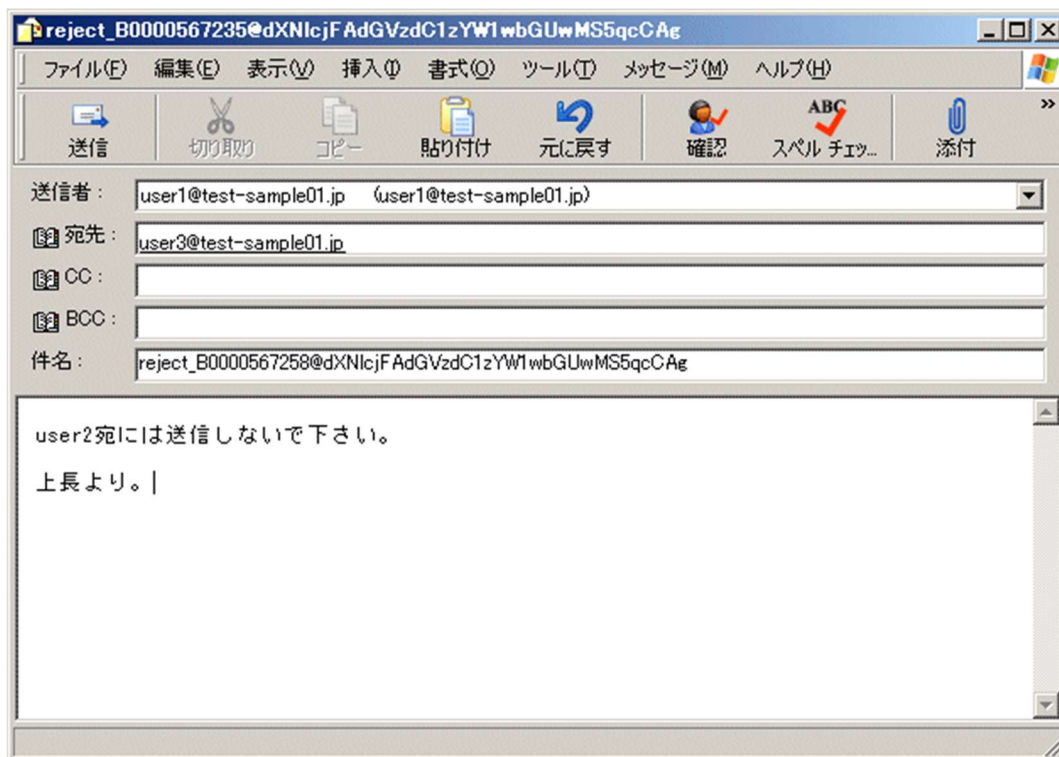 reject_B0000567235@dXNlcjFAdGVzdC1zYW1wbGUwMS5qcCAg
ファイル(F) 編集(E) 表示(V) 挿入(I) 書式(O) ツール(T) メッセージ(M) ヘルプ(H)
送信 切り取り コピー 貼り付け 元に戻す 確認 ABC スペル チェッ... 添付 »
送信者: user1@test-sample01.jp (user1@test-sample01.jp)
宛先: user3@test-sample01.jp
CC:
BCC:
件名: reject_B0000567258@dXNlcjFAdGVzdC1zYW1wbGUwMS5qcCAg
user2宛には送信しないで下さい。
上長より。